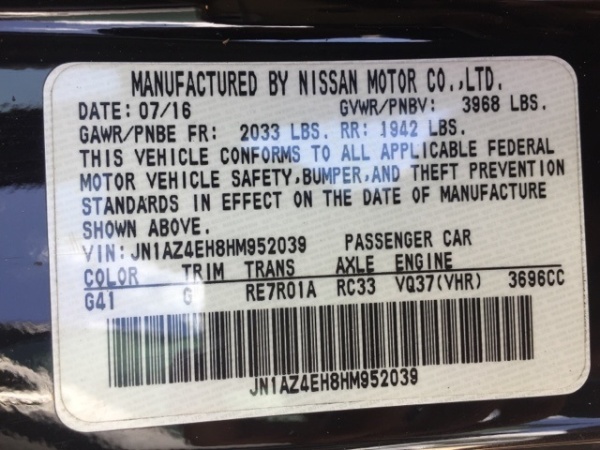 MANUFACTURED BY NISSAN MOTOR CO.,LTD.
DATE: 07/16 GVWR/PNBV: 3968 LBS.
GAWR/PNBE FR: 2033 LBS. RR: 1942 LBS.
THIS VEHICLE CONFORMS TO ALL APPLICABLE FEDERAL
MOTOR VEHICLE SAFETY,BUMPER,AND THEFT PREVENTION
STANDARDS IN EFFECT ON THE DATE OF MANUFACTURE
SHOWN ABOVE.
VIN: JN1AZ4EH8HM952039 PASSENGER CAR
COLOR TRIM TRANS AXLE ENGINE
G41 G RE7R01A RC33 VQ37(VHR) 3696CC
JN1AZ4EH8HM952039